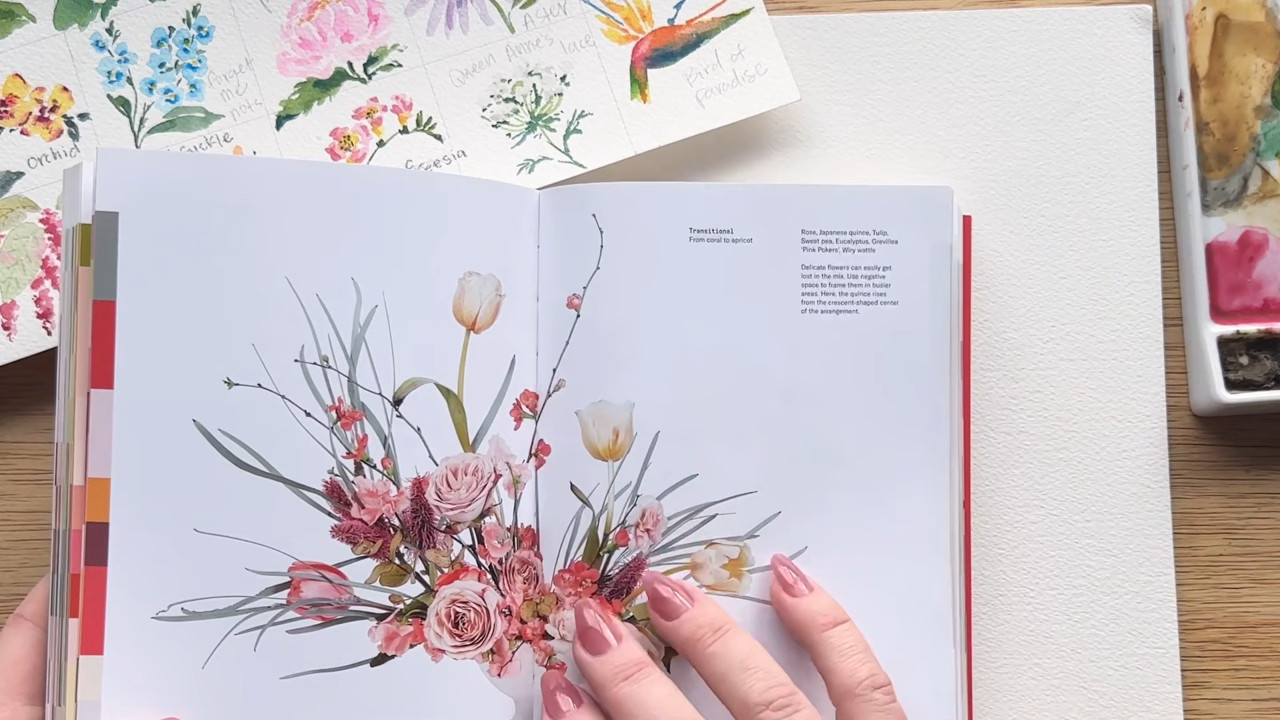 Aster
Queen Anne's
lace
Bird of
paradise
forget
me
nots
Orchid
Transitional
From coral to apricot
Rose, Japanese quince, Tulip,
Sweet pea, Eucalyptus, Grevillea
'Pink Pokers', Wiry wattle
Delicate flowers can easily get
lost in the mix. Use negative
space to frame them in busier
areas. Here, the quince rises
from the crescent-shaped center
of the arrangement.